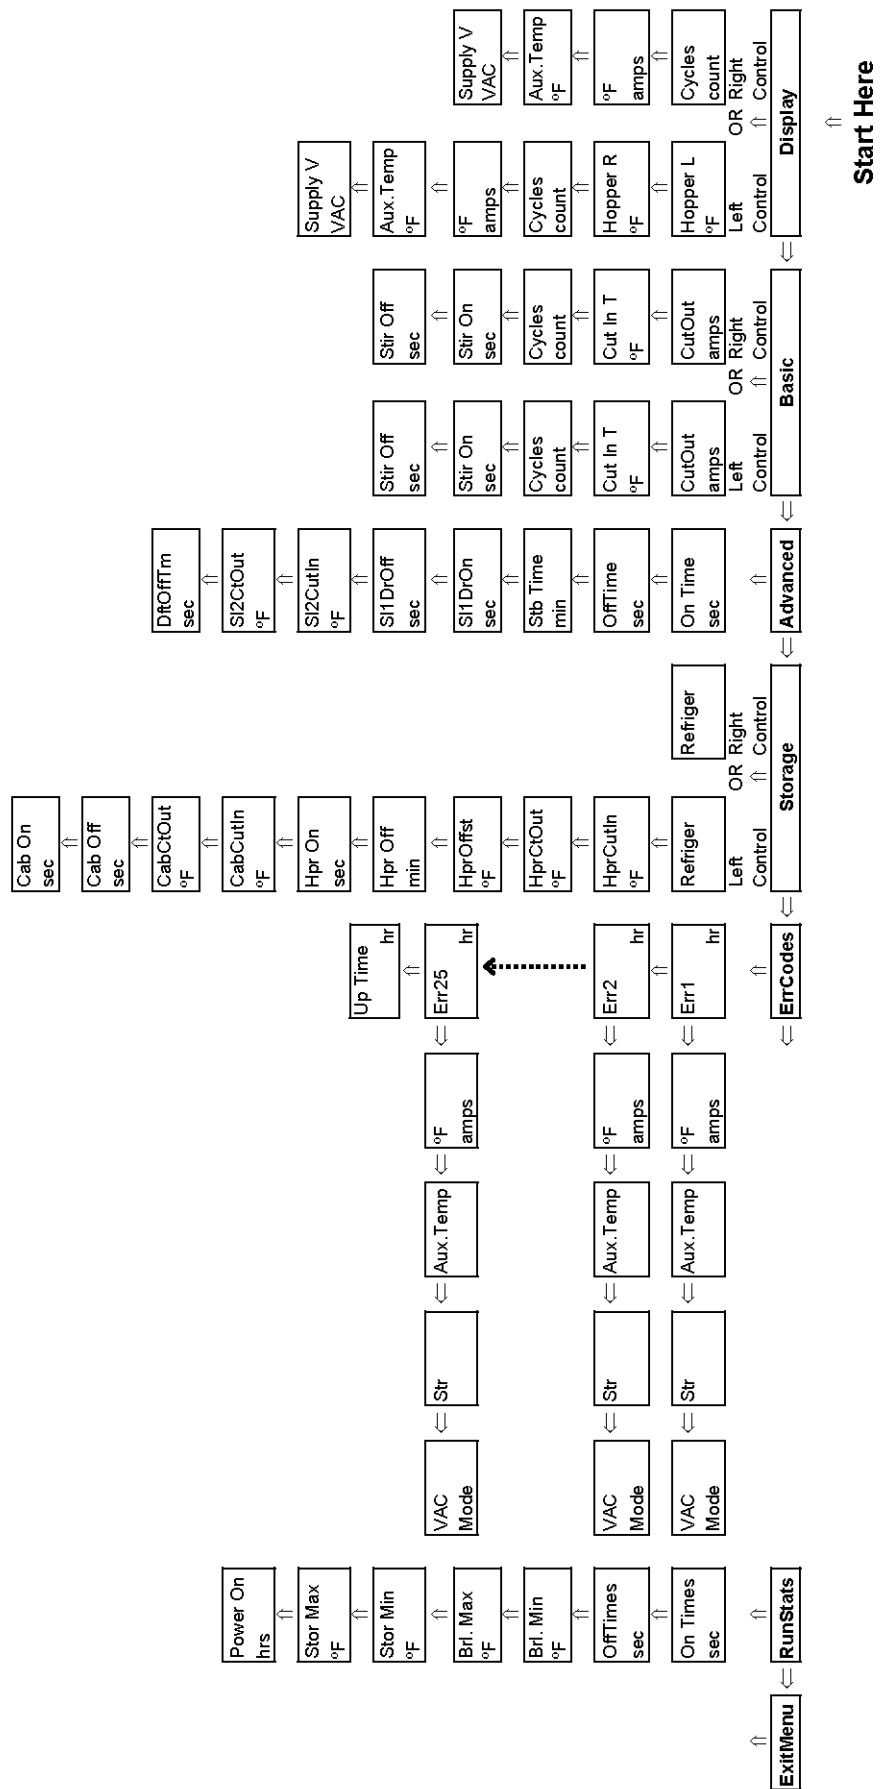 Start Here
Display
Left
Control
OR
Right
Control
Hopper L
°F
Hopper R
°F
Cycles
count
°F
amps
Aux.Temp
°F
Supply V
VAC
Cycles
count
°F
amps
Aux.Temp
°F
Supply V
VAC
Basic
Left
Control
OR
Right
Control
CutOut
amps
Cut In T
°F
Cycles
count
Stir On
sec
Stir Off
sec
CutOut
amps
Cut In T
°F
Cycles
count
Stir On
sec
Stir Off
sec
Advanced
On Time
sec
OffTime
sec
Stb Time
min
Sl1DrOn
sec
Sl1DrOff
sec
Sl2CutIn
°F
Sl2CtOut
°F
DftOffTm
sec
Storage
Left
Control
OR
Right
Control
Refriger
HprCutIn
°F
HprCtOut
°F
HprOffst
°F
Hpr Off
min
Hpr On
sec
CabCutIn
°F
CabCtOut
°F
Cab Off
sec
Cab On
sec
Refriger
ErrCodes
Err1
hr
°F
amps
Aux.Temp
Str
VAC
Mode
Err2
hr
°F
amps
Aux.Temp
Str
VAC
Mode
Err25
hr
°F
amps
Aux.Temp
Str
VAC
Mode
Up Time
hr
RunStats
On Times
sec
OffTimes
sec
Brl. Min
°F
Brl. Max
°F
Stor Min
°F
Stor Max
°F
Power On
hrs
ExitMenu